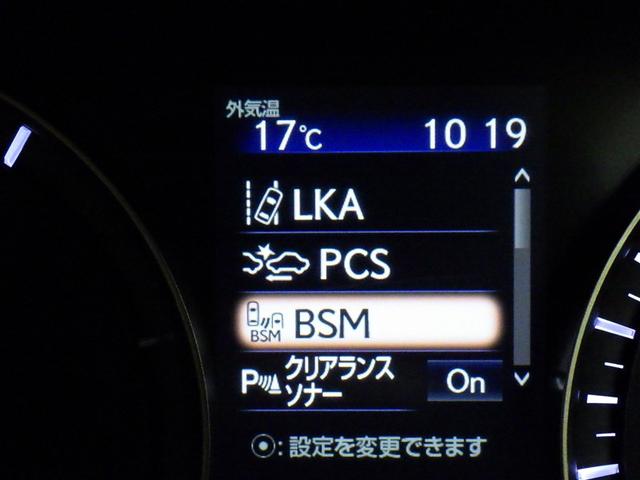 外気温
17℃ 10 19
LKA
PCS
BSM BSM
P クリアランス
ソナー On
⦿:設定を変更できます